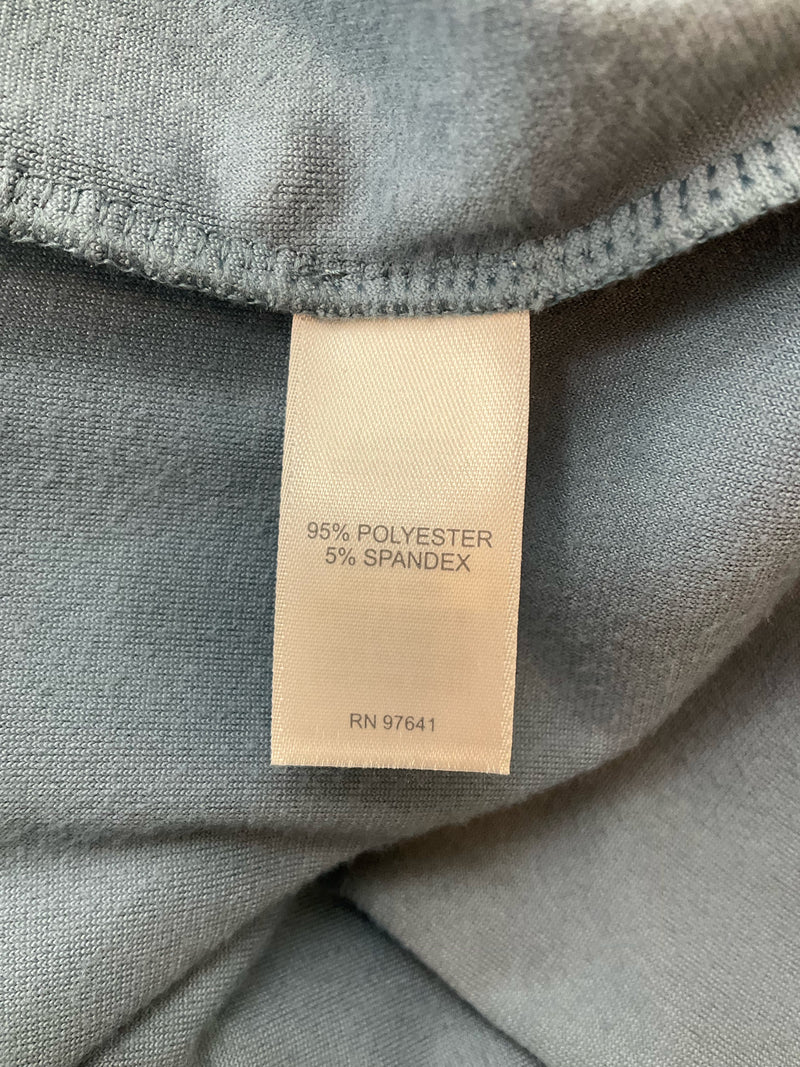 95% POLYESTER
5% SPANDEX
RN 97641